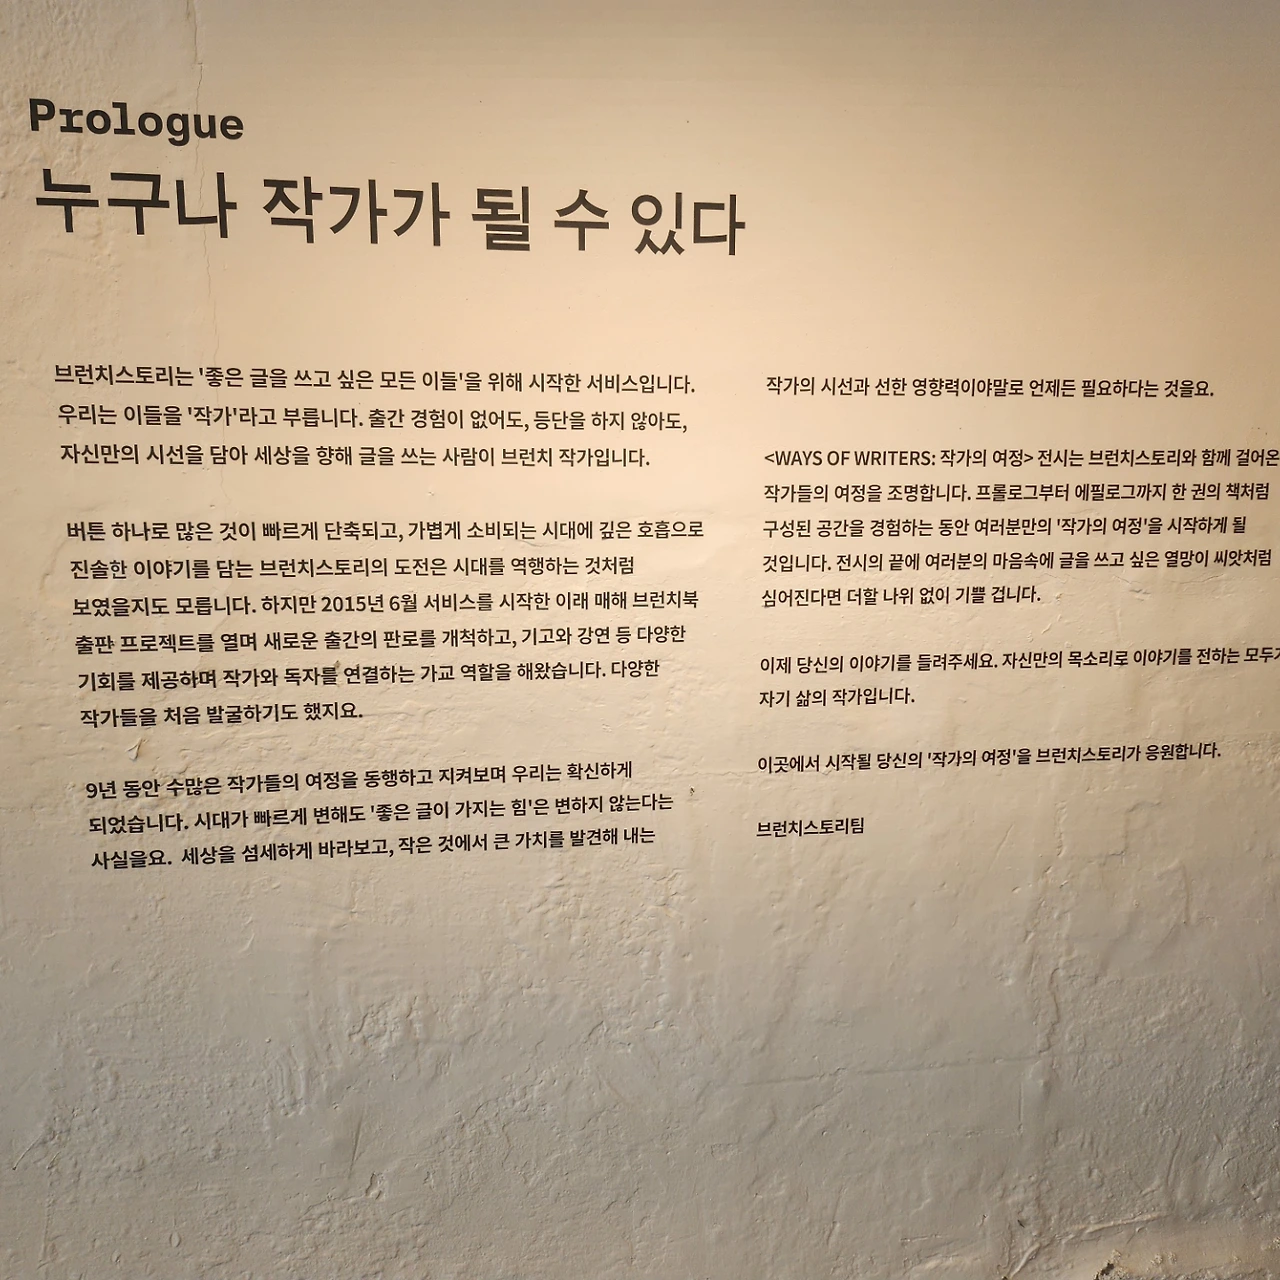 Prologue
누구나 작가가 될 수 있다
브런치스토리는 '좋은 글을 쓰고 싶은 모든 이들'을 위해 시작한 서비스입니다.
우리는 이들을 '작가'라고 부릅니다. 출간 경험이 없어도, 등단을 하지 않아도,
자신만의 시선을 담아 세상을 향해 글을 쓰는 사람이 브런치 작가입니다.
버튼 하나로 많은 것이 빠르게 단축되고, 가볍게 소비되는 시대에 깊은 호흡으로
진솔한 이야기를 담는 브런치스토리의 도전은 시대를 역행하는 것처럼
보였을지도 모릅니다. 하지만 2015년 6월 서비스를 시작한 이래 매해 브런치북
출판 프로젝트를 열며 새로운 출간의 판로를 개척하고, 기고와 강연 등 다양한
기회를 제공하며 작가와 독자를 연결하는 가교 역할을 해왔습니다. 다양한
작가들을 처음 발굴하기도 했지요.
9년 동안 수많은 작가들의 여정을 동행하고 지켜보며 우리는 확신하게
되었습니다. 시대가 빠르게 변해도 '좋은 글이 가지는 힘'은 변하지 않는다는
사실을요. 세상을 섬세하게 바라보고, 작은 것에서 큰 가치를 발견해 내는
작가의 시선과 선한 영향력이야말로 언제든 필요하다는 것을요.
<WAYS OF WRITERS: 작가의 여정> 전시는 브런치스토리와 함께 걸어온
작가들의 여정을 조명합니다. 프롤로그부터 에필로그까지 한 권의 책처럼
구성된 공간을 경험하는 동안 여러분만의 '작가의 여정'을 시작하게 될
것입니다. 전시의 끝에 여러분의 마음속에 글을 쓰고 싶은 열망이 씨앗처럼
심어진다면 더할 나위 없이 기쁠 겁니다.
이제 당신의 이야기를 들려주세요. 자신만의 목소리로 이야기를 전하는 모두가
자기 삶의 작가입니다.
이곳에서 시작될 당신의 '작가의 여정'을 브런치스토리가 응원합니다.
브런치스토리팀